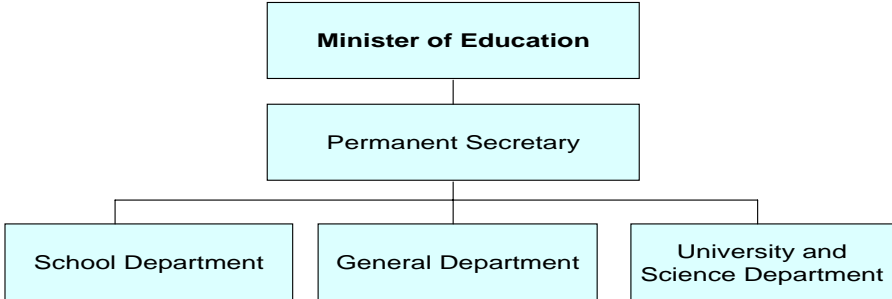 Minister of Education
Permanent Secretary
School Department
General Department
University and
Science Department